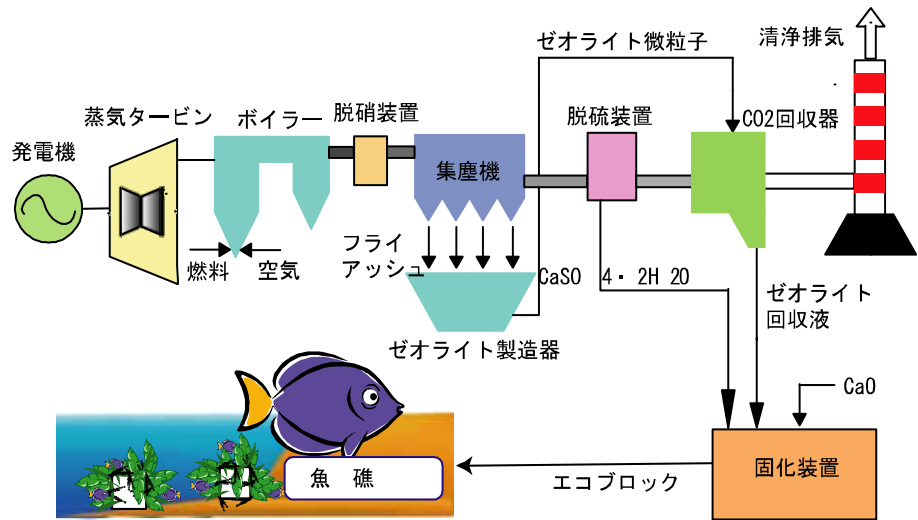 ゼオライト微粒子
清浄排気
蒸気タービン
ボイラー
脱硝装置
脱硫装置
CO2回収器
発電機
集塵機
燃料
空気
フライ
アッシュ
CaSO 4・ 2H 2O
ゼオライト
回収液
ゼオライト製造器
CaO
魚 礁
エコブロック
固化装置